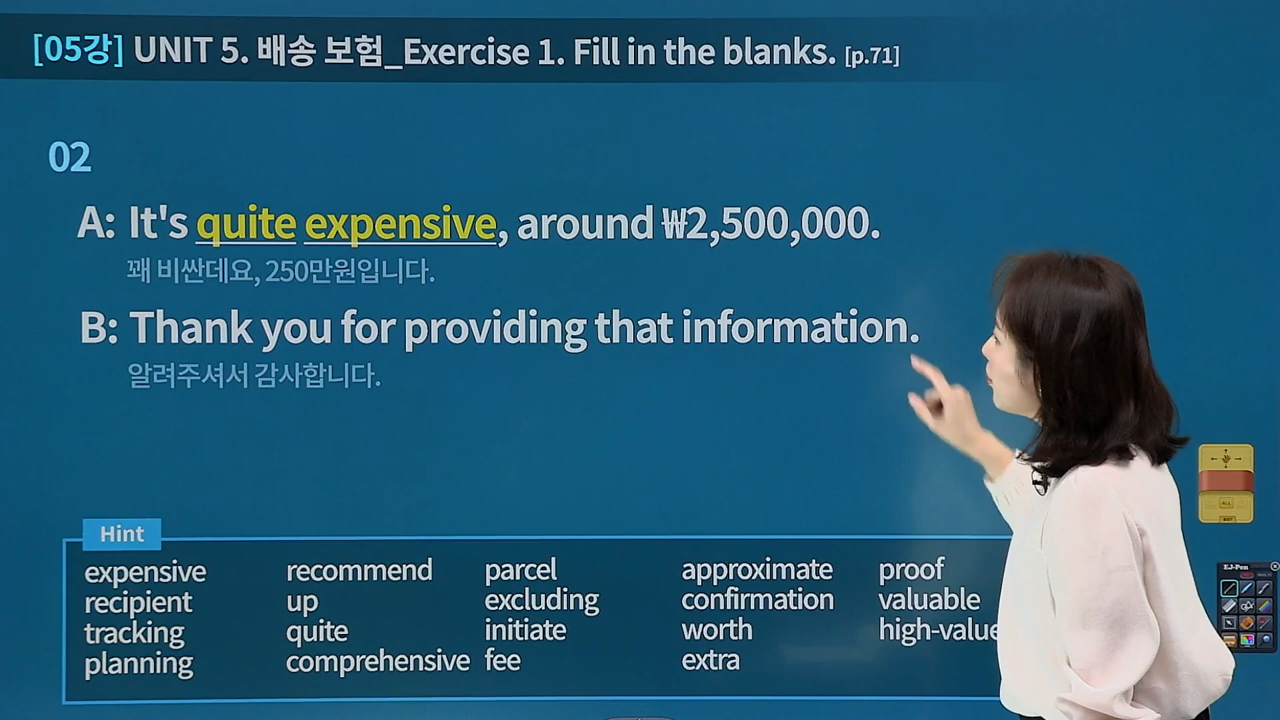 [05강] UNIT 5. 배송 보험_Exercise 1. Fill in the blanks. [p.71]
02
A: It's quite expensive, around ₩2,500,000.
꽤 비싼데요, 250만원입니다.
B: Thank you for providing that information.
알려주셔서 감사합니다.
Hint
expensive recommend parcel approximate proof
recipient up excluding confirmation valuable
tracking quite initiate worth high-value
planning comprehensive fee extra
ALL
EJ-Pen